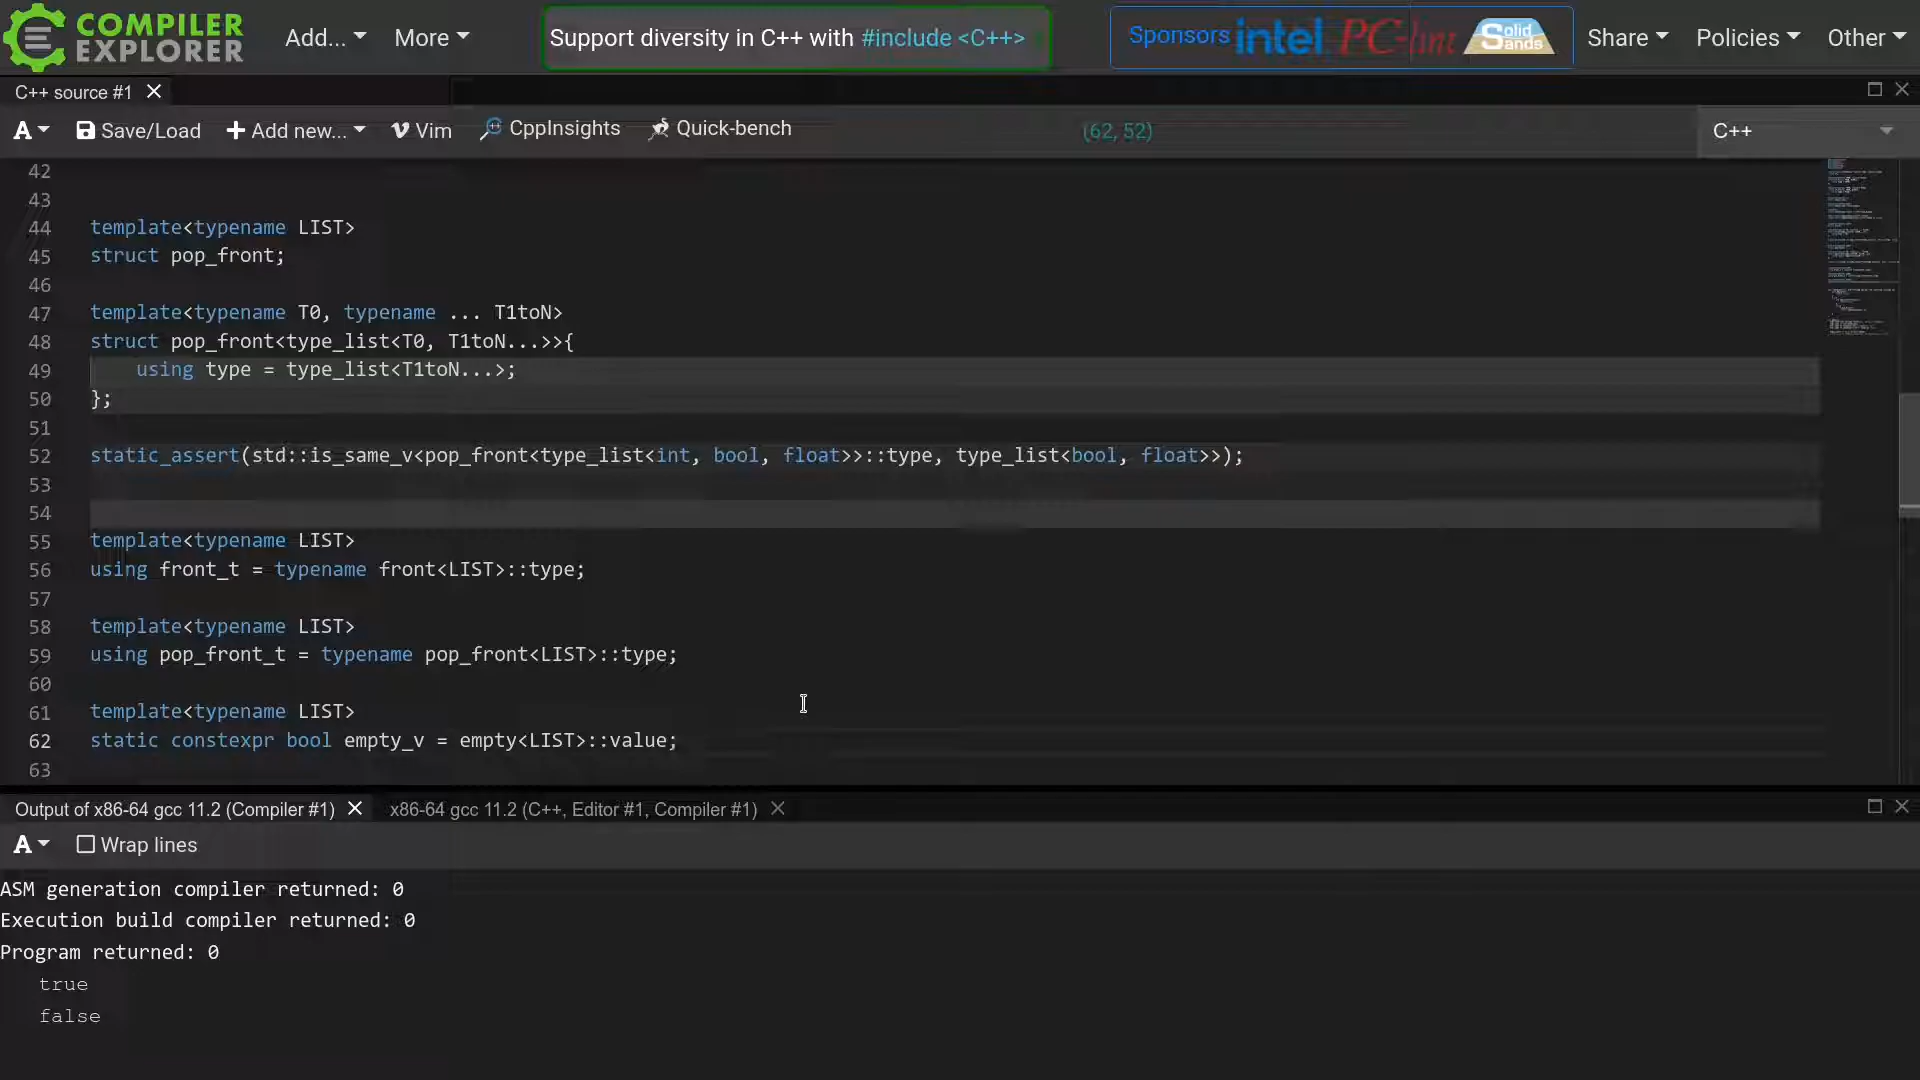 COMPILER
EXPLORER
Add...
More
Support diversity in C++ with #include <C++>
Sponsors intel PC-lint Solid Sands
Share
Policies
Other
C++ source #1
A
Save/Load
Add new...
Vim
CppInsights
Quick-bench
(62, 52)
C++
42
43
44 template<typename LIST>
45 struct pop_front;
46
47 template<typename T0, typename ... T1toN>
48 struct pop_front<type_list<T0, T1toN...>>{
49 using type = type_list<T1toN...>;
50 };
51
52 static_assert(std::is_same_v<pop_front<type_list<int, bool, float>>::type, type_list<bool, float>>);
53
54
55 template<typename LIST>
56 using front_t = typename front<LIST>::type;
57
58 template<typename LIST>
59 using pop_front_t = typename pop_front<LIST>::type;
60
61 template<typename LIST>
62 static constexpr bool empty_v = empty<LIST>::value;
63
Output of x86-64 gcc 11.2 (Compiler #1)
x86-64 gcc 11.2 (C++, Editor #1, Compiler #1)
A
Wrap lines
ASM generation compiler returned: 0
Execution build compiler returned: 0
Program returned: 0
true
false